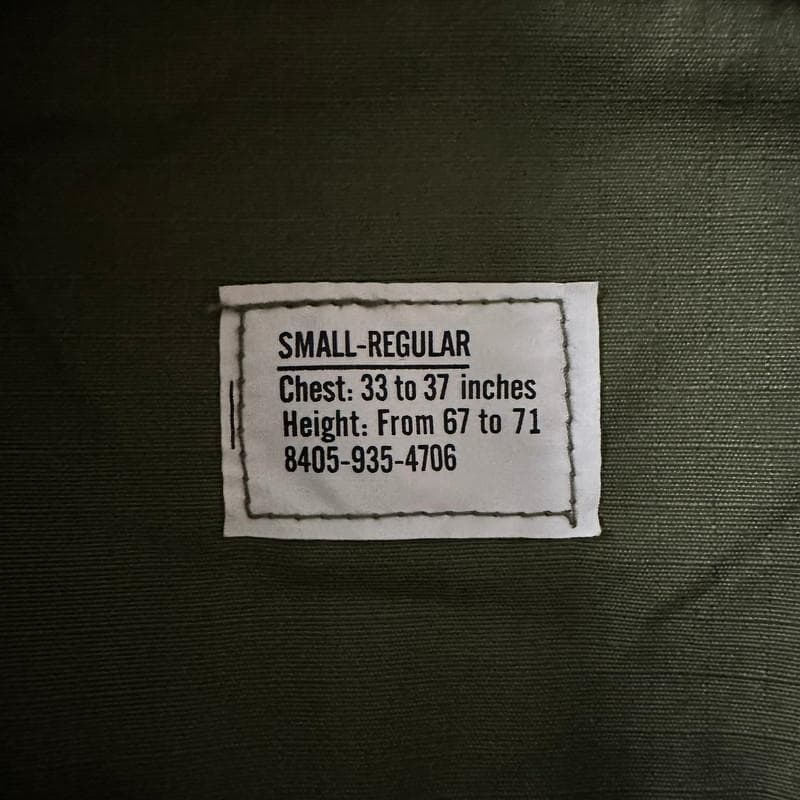 SMALL-REGULAR
Chest: 33 to 37 inches
Height: From 67 to 71
8405-935-4706